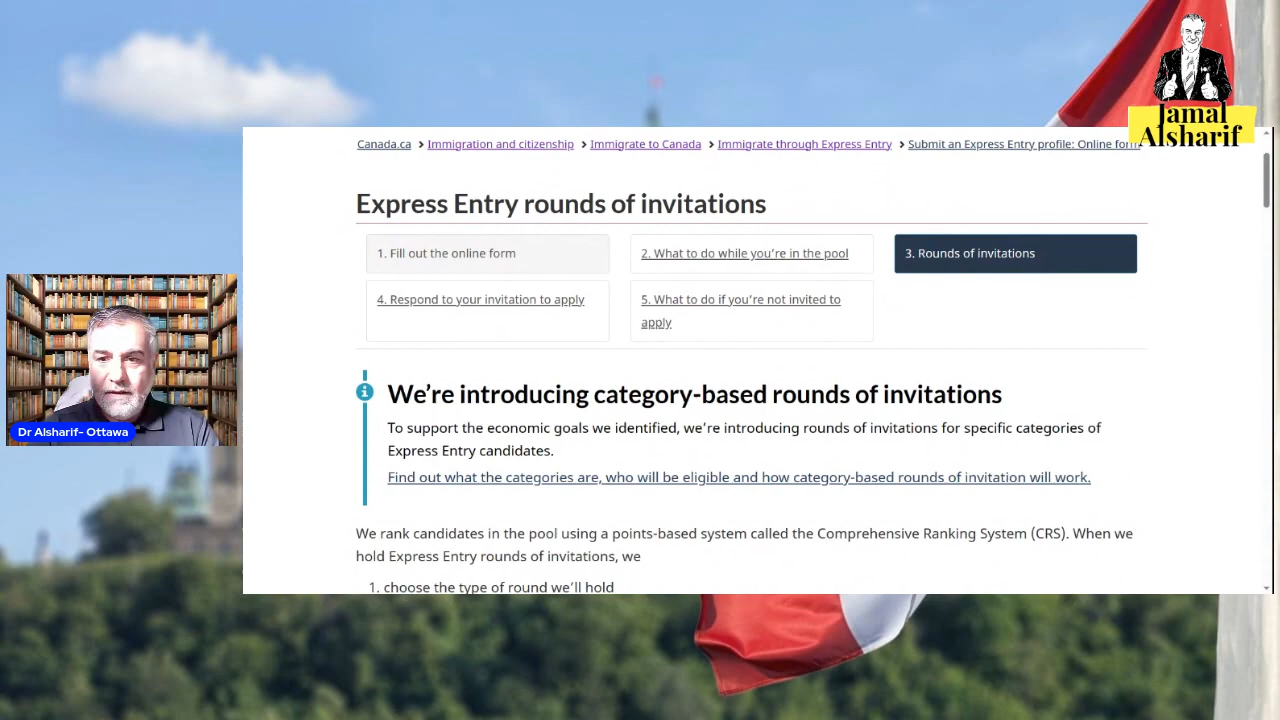 Jamal
Alsharif
Canada.ca > Immigration and citizenship > Immigrate to Canada > Immigrate through Express Entry > Submit an Express Entry profile: Online form
Express Entry rounds of invitations
1. Fill out the online form
2. What to do while you’re in the pool
3. Rounds of invitations
4. Respond to your invitation to apply
5. What to do if you’re not invited to
apply
We’re introducing category-based rounds of invitations
To support the economic goals we identified, we’re introducing rounds of invitations for specific categories of
Express Entry candidates.
Find out what the categories are, who will be eligible and how category-based rounds of invitation will work.
Dr Alsharif- Ottawa
We rank candidates in the pool using a points-based system called the Comprehensive Ranking System (CRS). When we
hold Express Entry rounds of invitations, we
1. choose the type of round we’ll hold